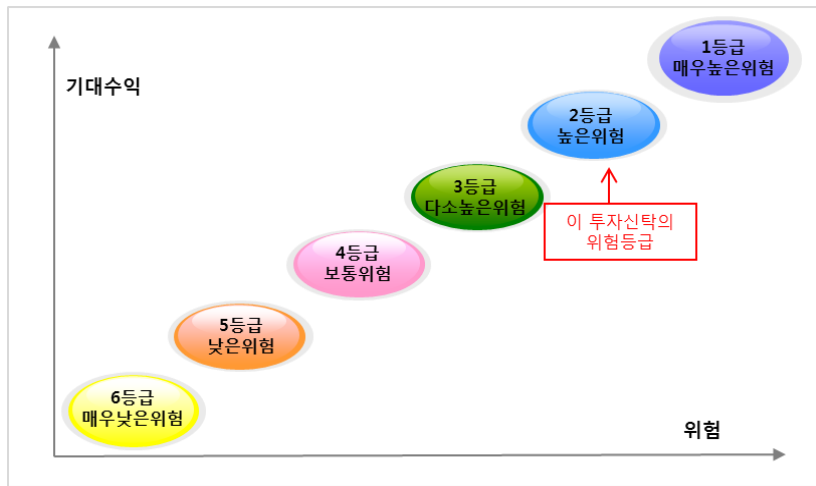 1등급
매우높은위험
기대수익
2등급
높은위험
3등급
다소높은위험
이 투자신탁의
위험등급
4등급
보통위험
5등급
낮은위험
6등급
매우낮은위험
위험